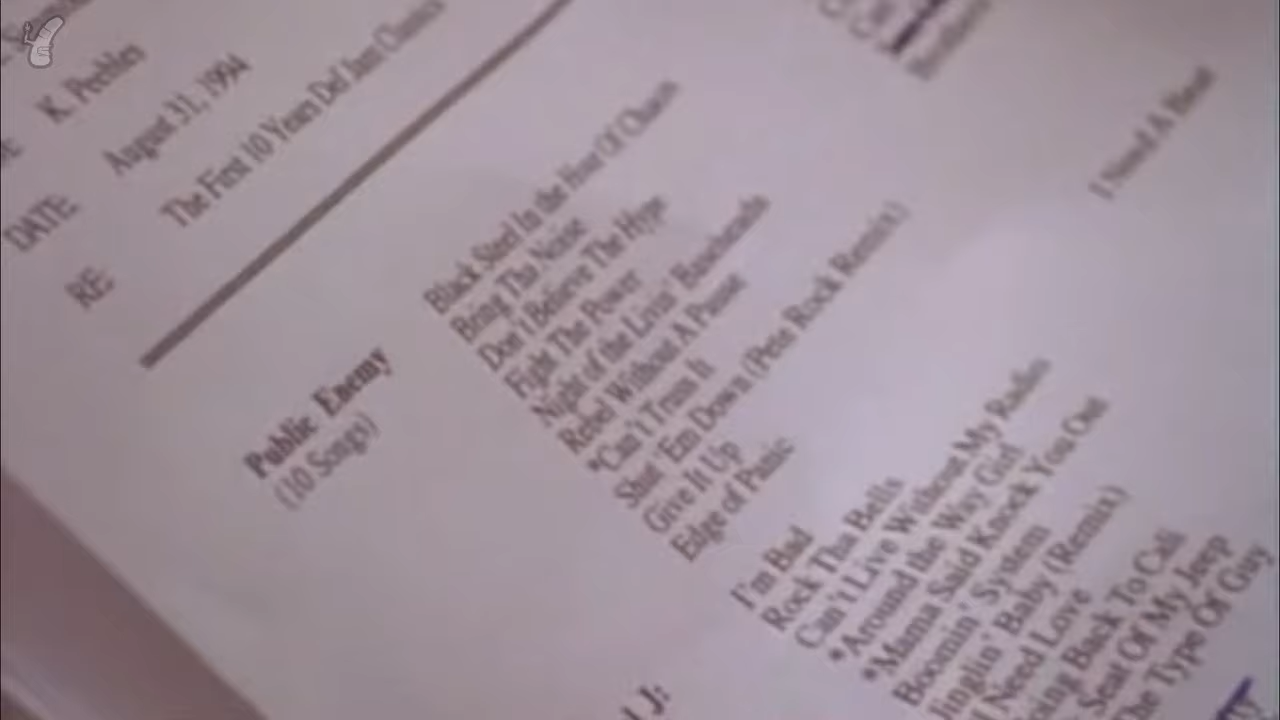 K. Peebles
DATE: August 31, 1994
RE: The First 10 Years Def Jam Classics
Public Enemy
(10 Songs)
Black Steel In the Hour Of Chaos
Bring Tha Noise
Don't Believe The Hype
Fight The Power
Night of the Livin' Baseheads
Rebel Without A Pause
*Can't Truss It
Shut 'Em Down (Pete Rock Remix)
Give It Up
Edge of Panic
J:
I'm Bad
Rock Tha Bells
Can't Live Without My Radio
*Around the Way Girl
*Mama Said Knock You Out
Boomin' System
Jinglin' Baby (Remix)
I Need Love
oing Back To Cali
Seat Of My Jeep
he Type Of Guy
I Need A Beat